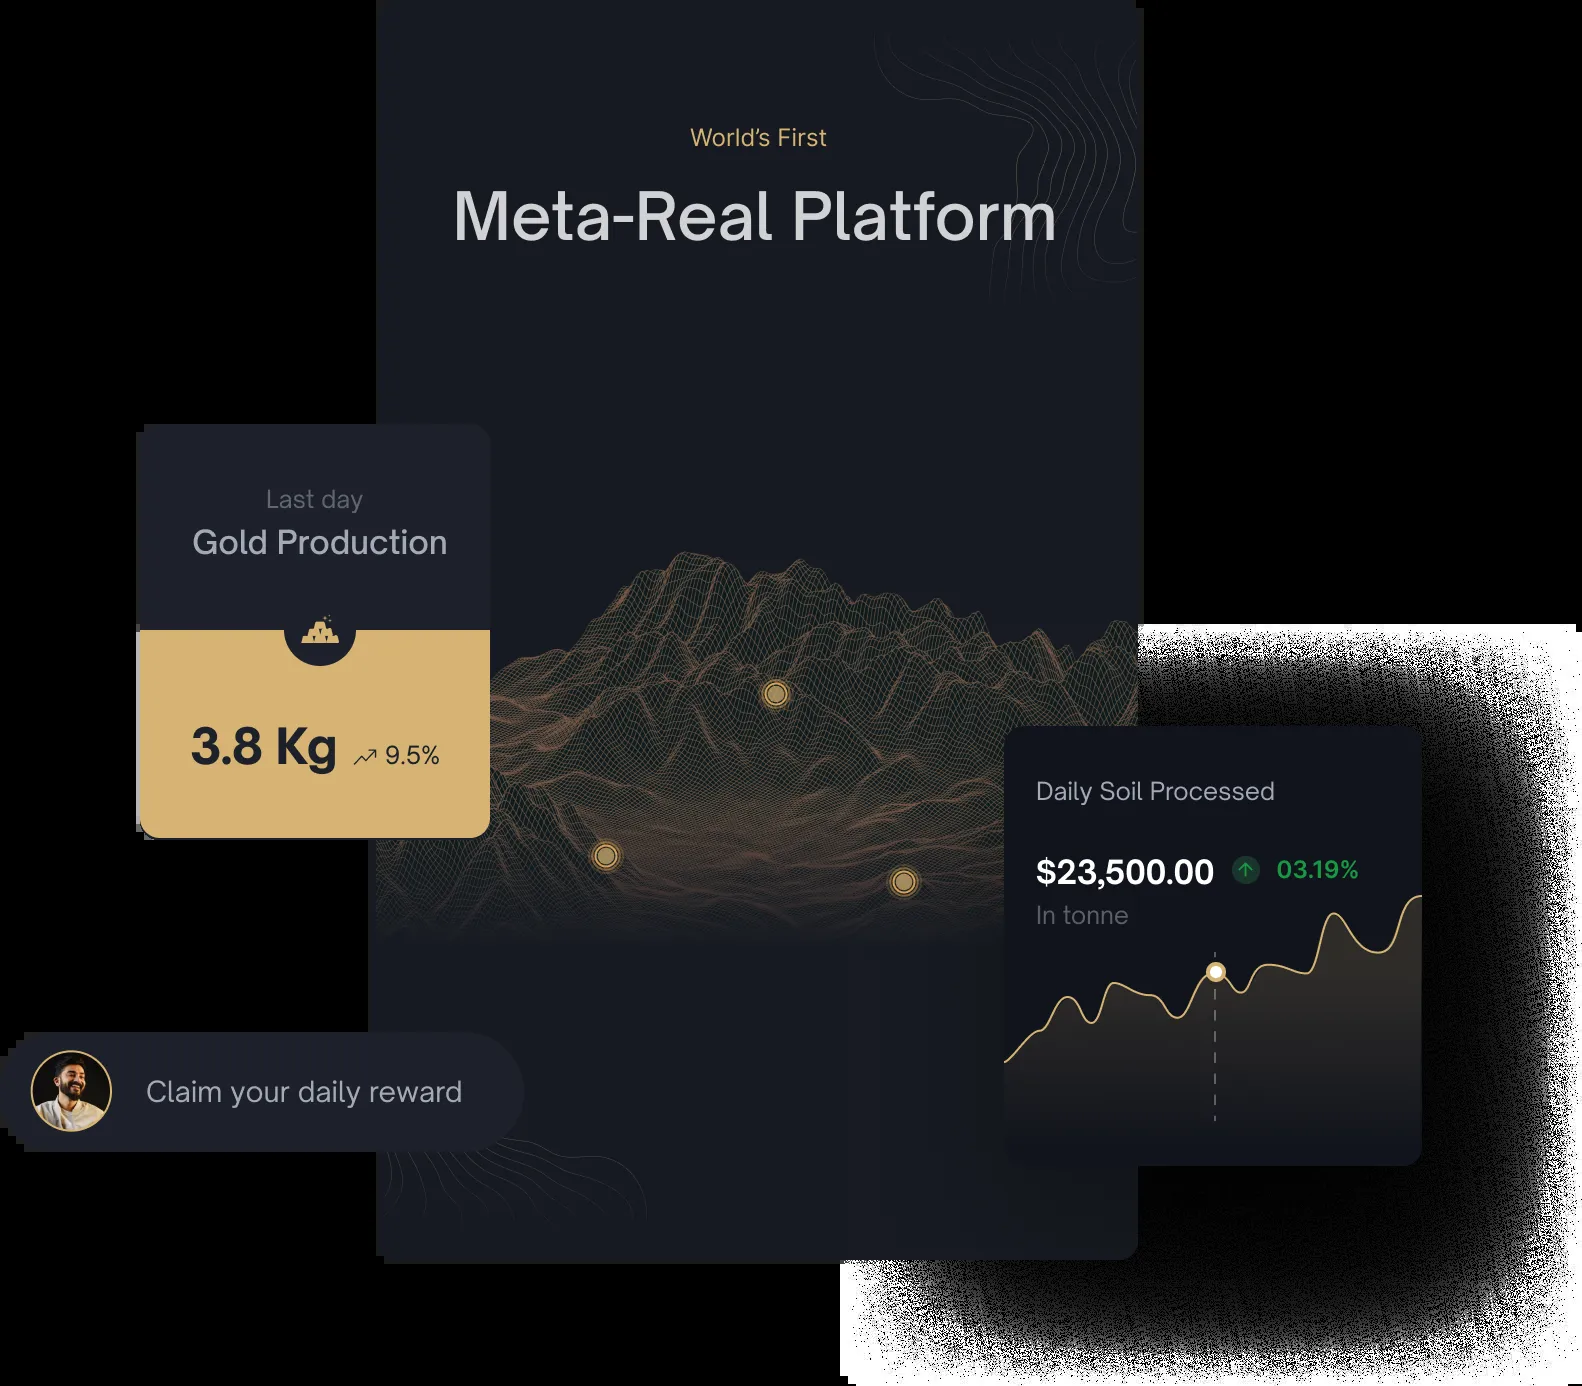 World’s First
Meta-Real Platform
Last day
Gold Production
3.8 Kg 9.5%
Daily Soil Processed
$23,500.00 03.19%
In tonne
Claim your daily reward